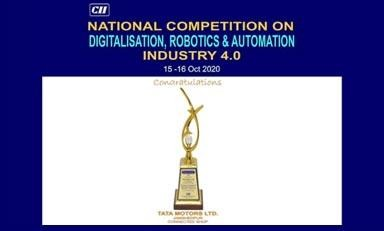 CII
NATIONAL COMPETITION ON
DIGITALISATION, ROBOTICS & AUTOMATION
INDUSTRY 4.0
15 -16 Oct 2020
Congratulations
TATA MOTORS LTD.
JAMSHEDPUR
CONNECTED SHOP